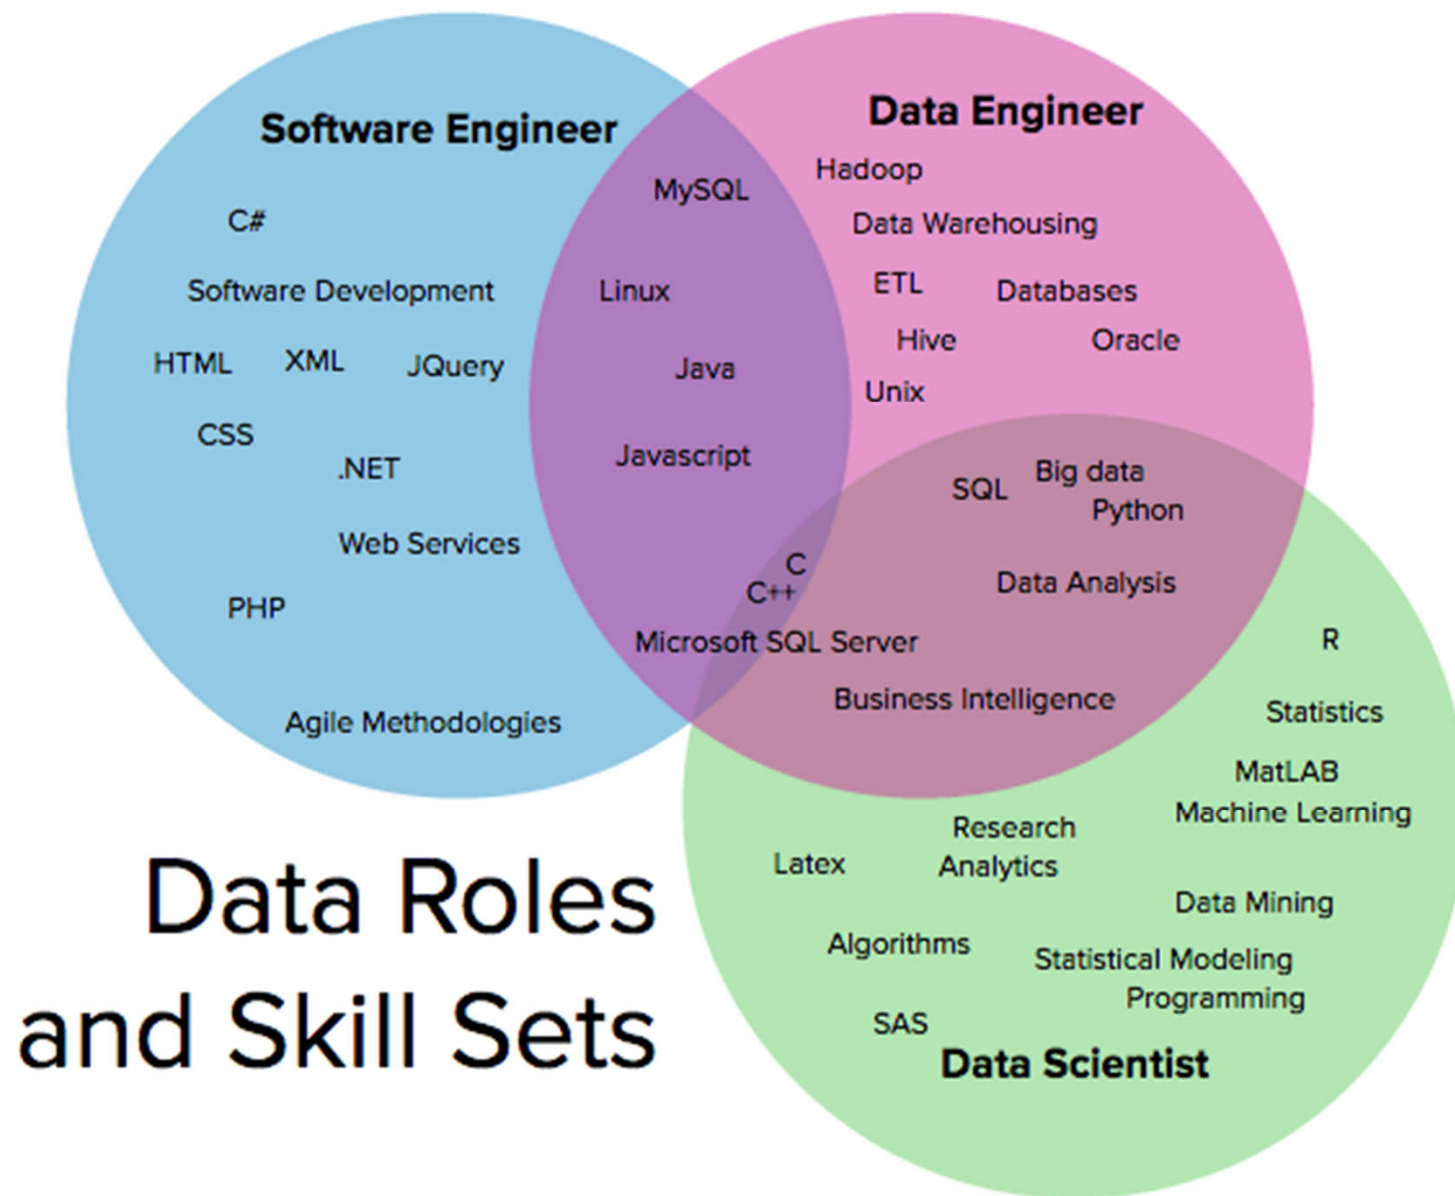 Software Engineer
C#
Software Development
HTML
XML
JQuery
CSS
.NET
Web Services
PHP
Agile Methodologies
MySQL
Linux
Java
Javascript
C
C++
Microsoft SQL Server
Data Engineer
Hadoop
Data Warehousing
ETL
Databases
Hive
Oracle
Unix
SQL
Big data
Python
Data Analysis
Business Intelligence
R
Statistics
MatLAB
Machine Learning
Research
Latex
Analytics
Data Mining
Algorithms
Statistical Modeling
Programming
SAS
Data Scientist
Data Roles
and Skill Sets